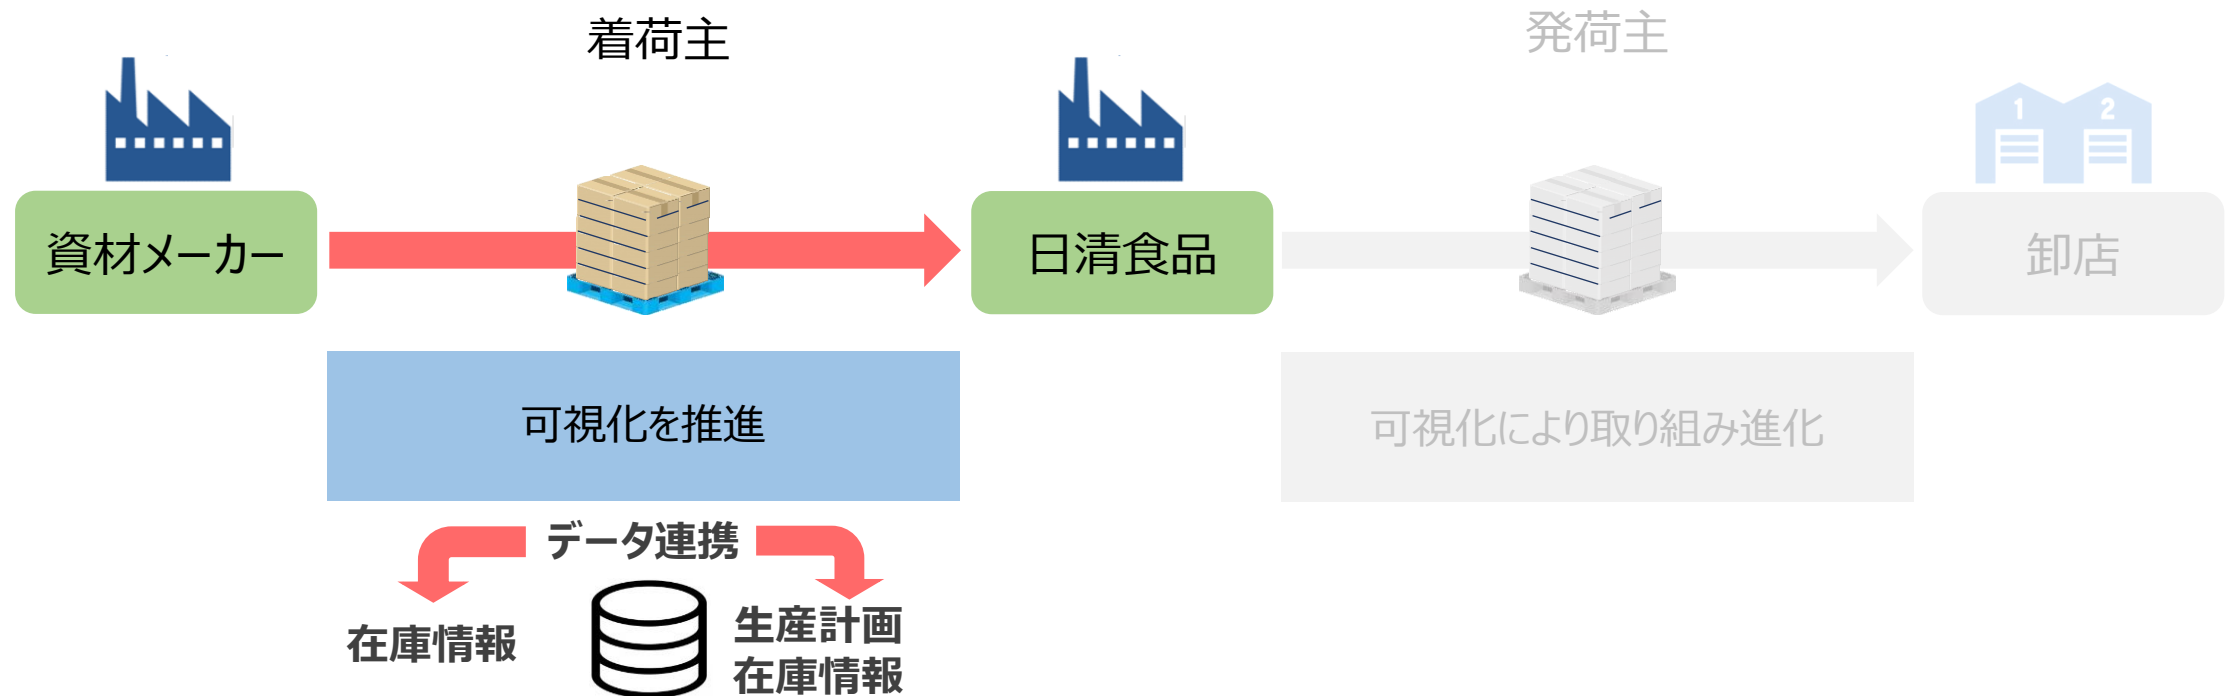 着荷主
発荷主
1 2
資材メーカー
日清食品
卸店
可視化を推進
可視化により取り組み進化
データ連携
在庫情報
生産計画
在庫情報